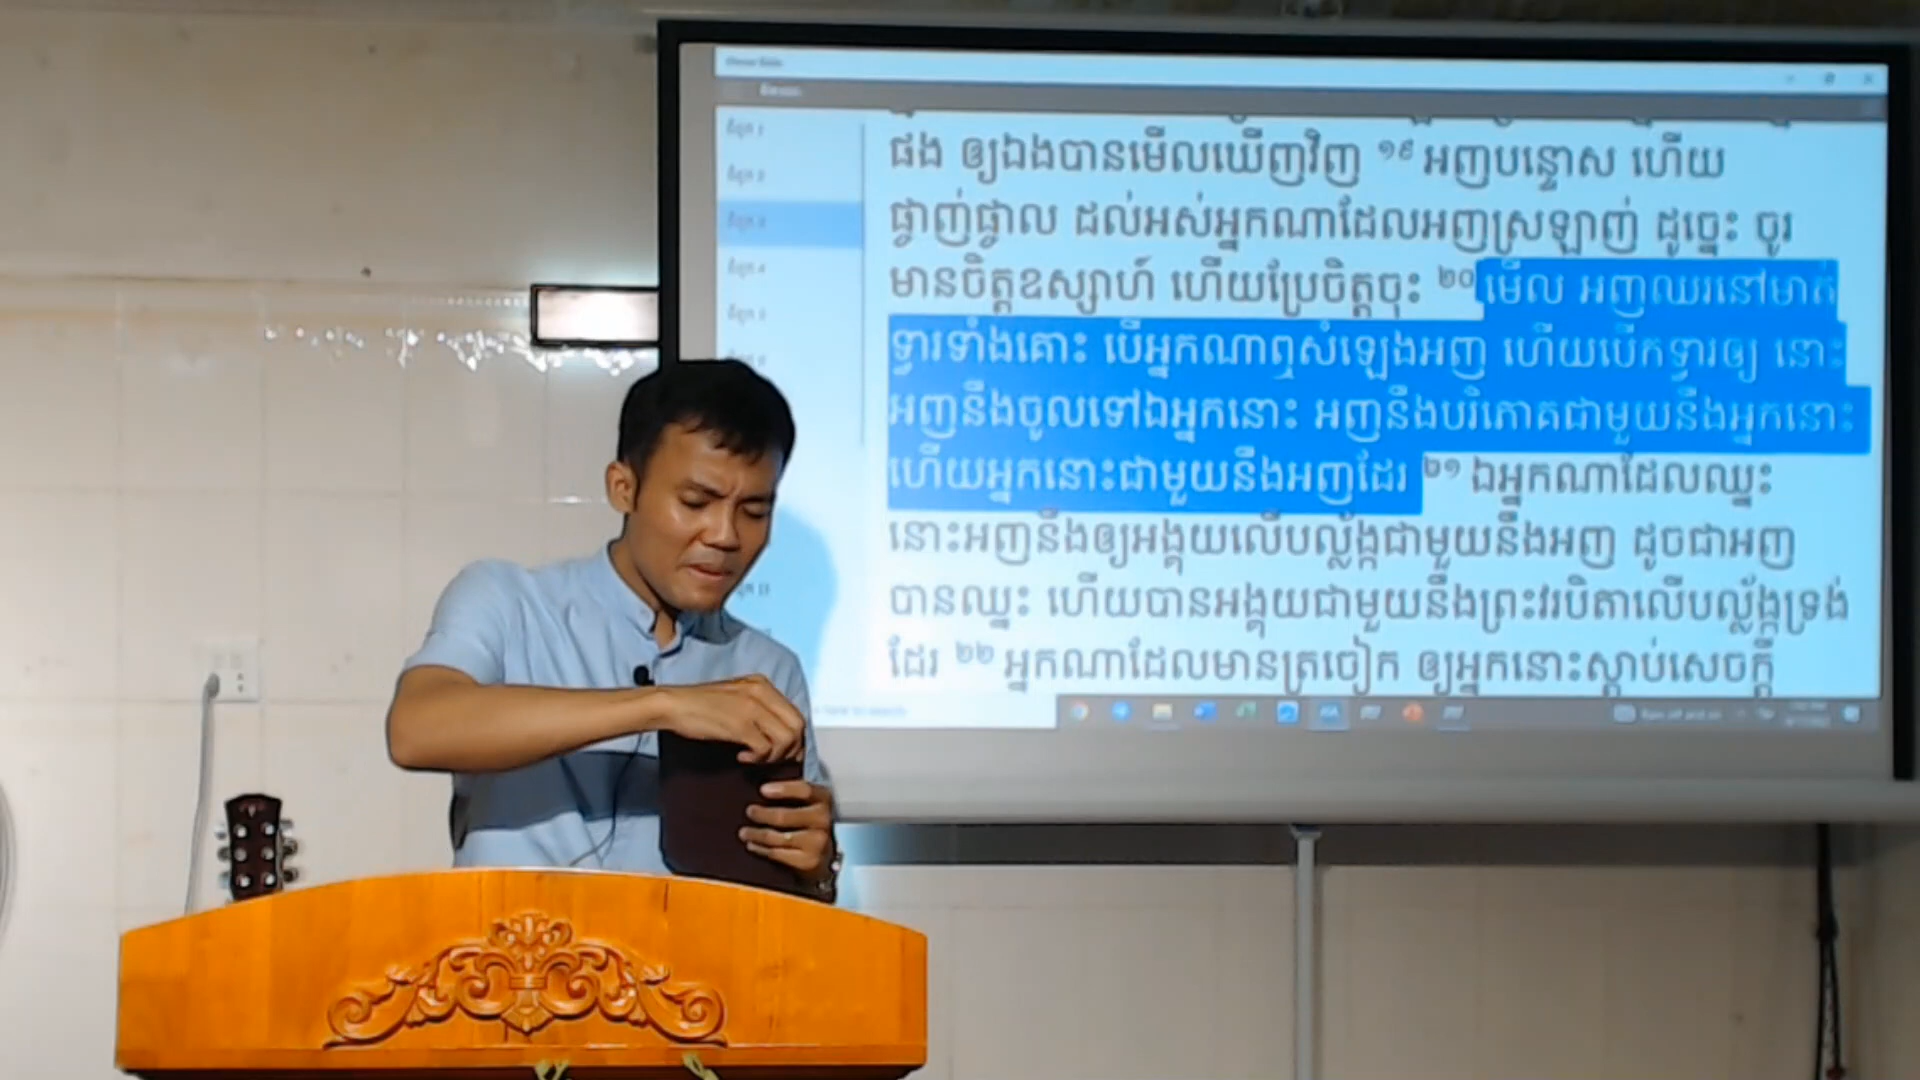 ផង ឲ្យឯងបានមើលឃើញវិញ ១៩ អញបន្ទោស ហើយ
ផ្ចាញ់ផ្ចាល ដល់អស់អ្នកណាដែលអញស្រឡាញ់ ដូច្នេះ ចូរ
មានចិត្តឧស្សាហ៍ ហើយប្រែចិត្តចុះ ២០ មើល អញឈរនៅមាត់
ទ្វារទាំងគោះ បើអ្នកណាឮសំឡេងអញ ហើយបើកទ្វារឲ្យ នោះ
អញនឹងចូលទៅឯអ្នកនោះ អញនឹងបរិភោគជាមួយនឹងអ្នកនោះ
ហើយអ្នកនោះជាមួយនឹងអញដែរ ២១ ឯអ្នកណាដែលឈ្នះ
នោះអញនឹងឲ្យអង្គុយលើបល្ល័ង្កជាមួយនឹងអញ ដូចជាអញ
បានឈ្នះ ហើយបានអង្គុយជាមួយនឹងព្រះវរបិតាលើបល្ល័ង្កទ្រង់
ដែរ ២២ អ្នកណាដែលមានត្រចៀក ឲ្យអ្នកនោះស្តាប់សេចក្ដី